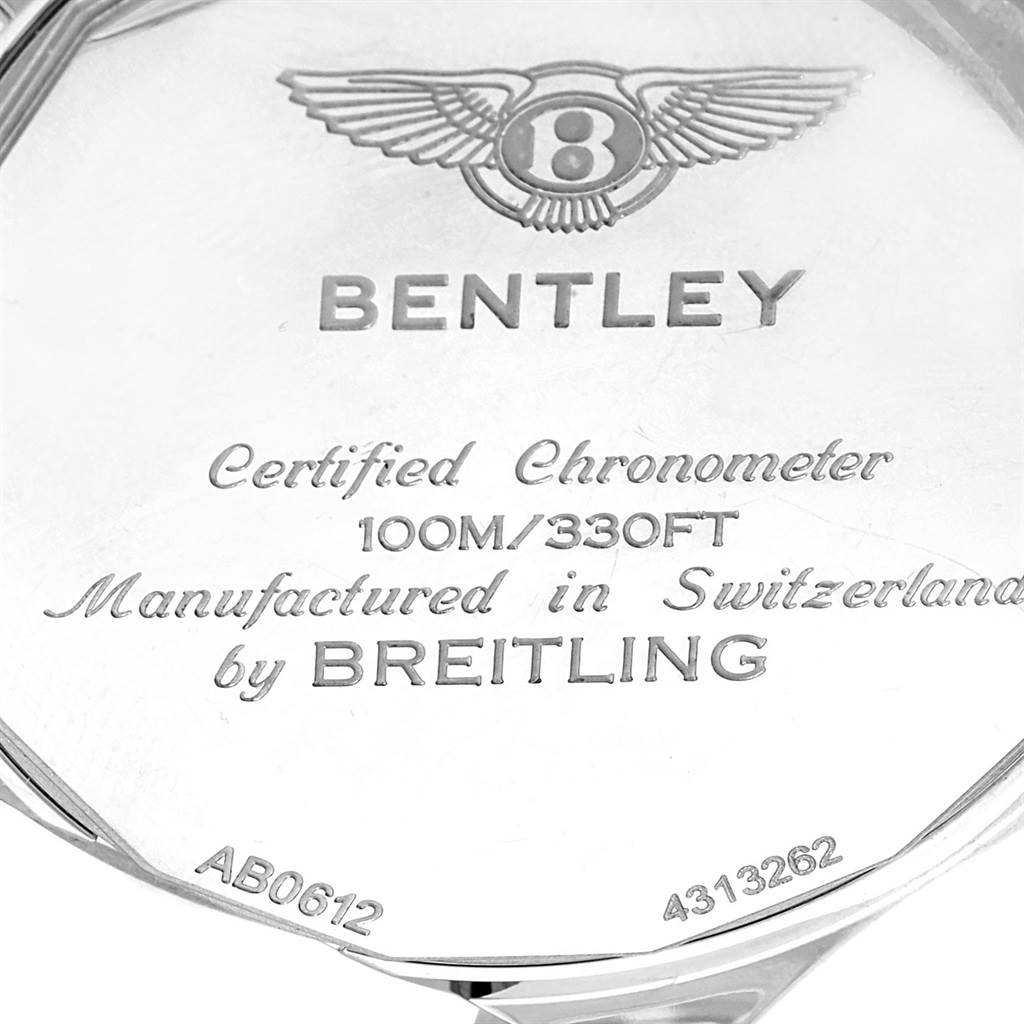 B
BENTLEY
Certified Chronometer
100M/330FT
Manufactured in Switzerland
by BREITLING
AB0612
4313262